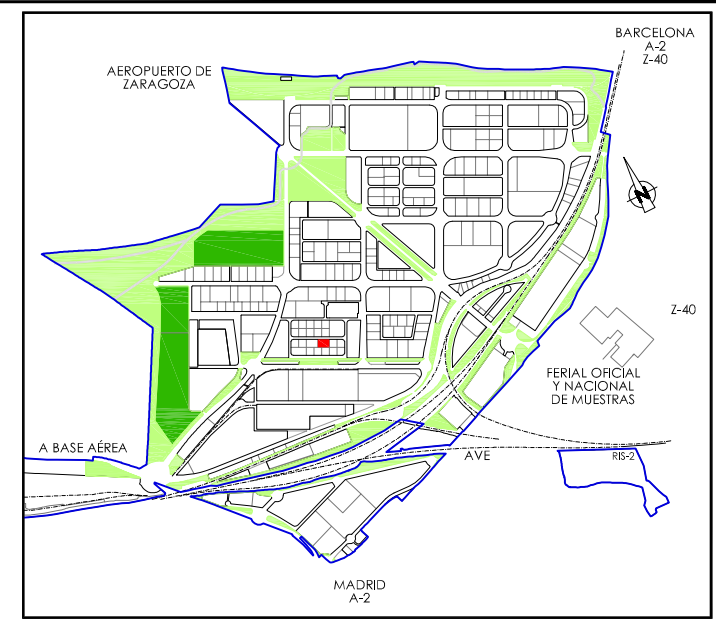 BARCELONA
A-2
Z-40
AEROPUERTO DE
ZARAGOZA
N
Z-40
FERIAL OFICIAL
Y NACIONAL
DE MUESTRAS
A BASE AÉREA
AVE
RIS-2
MADRID
A-2